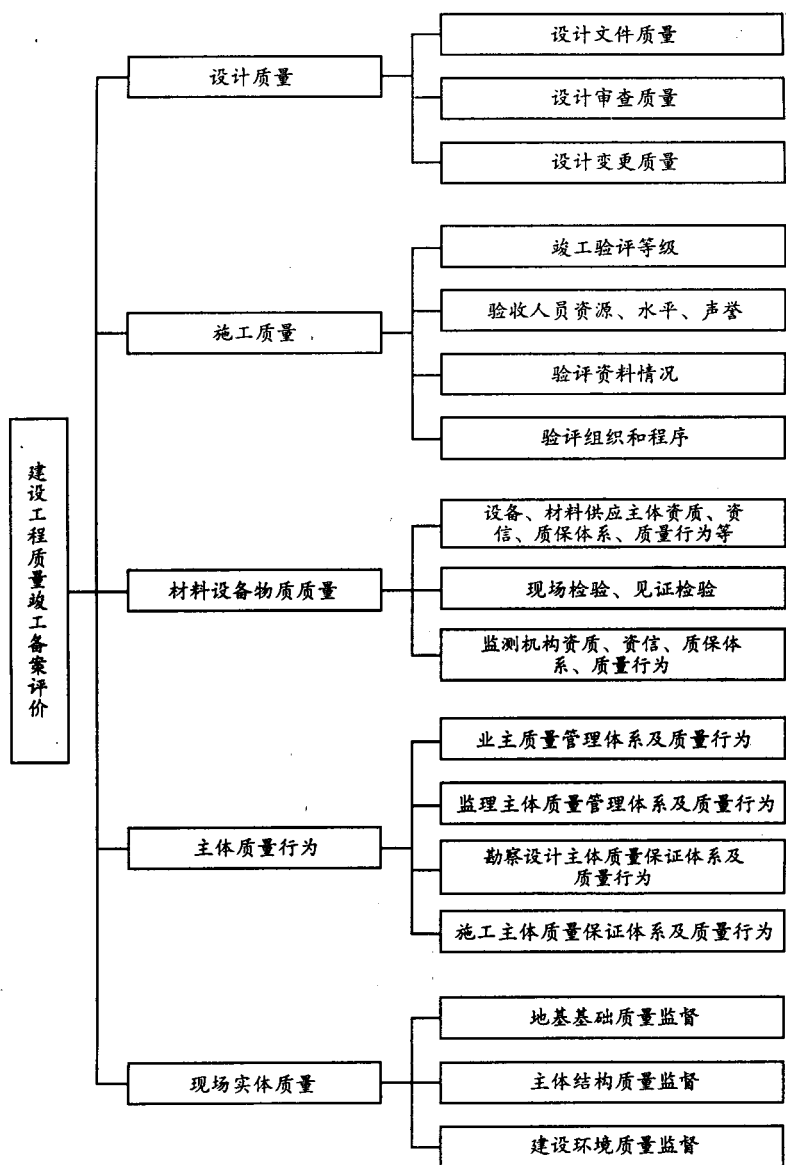 建设工程质量竣工备案评价
设计质量
设计文件质量
设计审查质量
设计变更质量
施工质量
竣工验评等级
验收人员资源、水平、声誉
验评资料情况
验评组织和程序
材料设备物质质量
设备、材料供应主体资质、资
信、质保体系、质量行为等
现场检验、见证检验
监测机构资质、资信、质保体
系、质量行为
主体质量行为
业主质量管理体系及质量行为
监理主体质量管理体系及质量行为
勘察设计主体质量保证体系及
质量行为
施工主体质量保证体系及质量行为
现场实体质量
地基基础质量监督
主体结构质量监督
建设环境质量监督